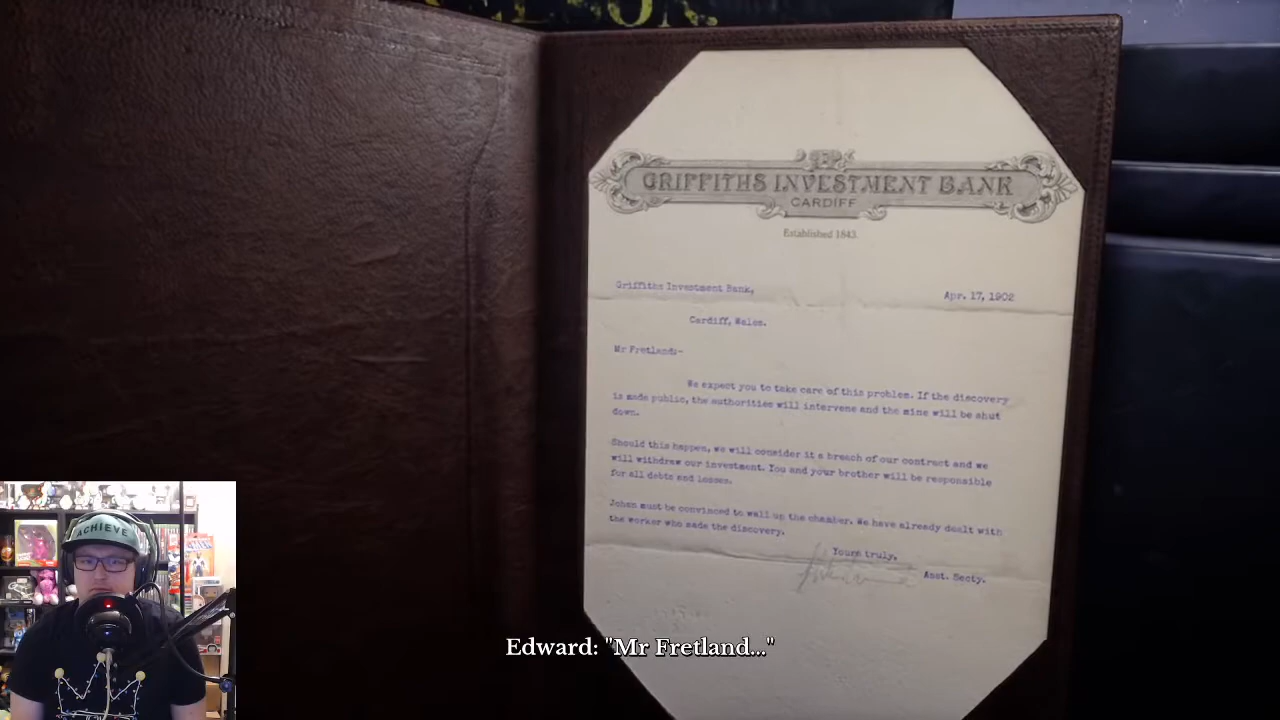 GRIFFITHS INVESTMENT BANK
CARDIFF
Established 1843.
Griffiths Investment Bank,
Apr. 17, 1902
Cardiff, Wales.
Mr Fretland:-
We expect you to take care of this problem. If the discovery
is made public, the authorities will intervene and the mine will be shut
down.
Should this happen, we will consider it a breach of our contract and we
will withdraw our investment. You and your brother will be responsible
for all debts and losses.
Johan must be convinced to wall up the chamber. We have already dealt with
the worker who made the discovery.
Yours truly,
Asst. Secty.
ACHIEVE
Edward: "Mr Fretland..."